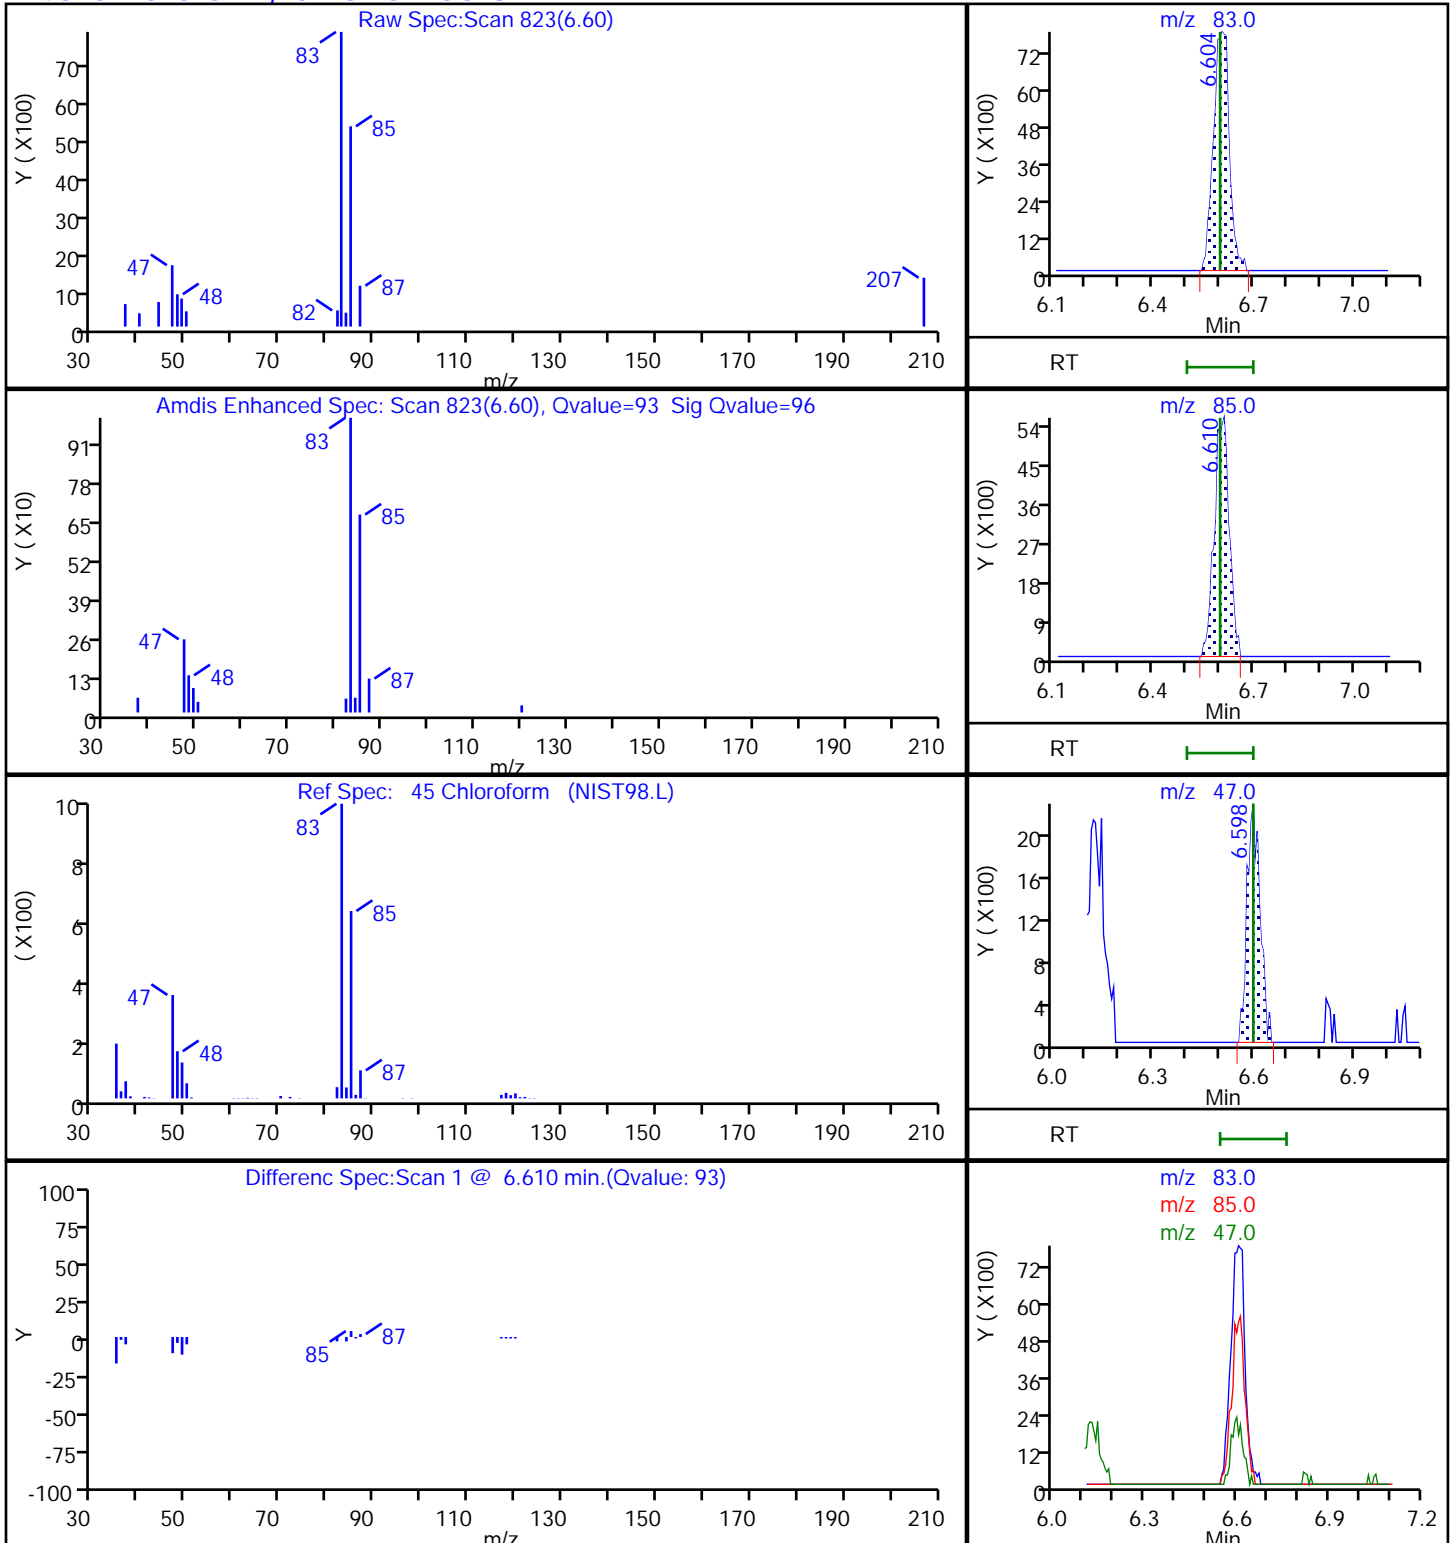 Raw Spec:Scan 823(6.60)
Y ( X100)
70
60
50
40
30
20
10
0
83
85
47
48
82
87
207
30 50 70 90 110 130 150 170 190 210
m/z
m/z 83.0
Y ( X100)
72
60
48
36
24
12
0
6.604
6.1 6.4 6.7 7.0
Min
RT
Amdis Enhanced Spec: Scan 823(6.60), Qvalue=93 Sig Qvalue=96
Y ( X10)
91
78
65
52
39
26
13
0
83
85
47
48
87
30 50 70 90 110 130 150 170 190 210
m/z
m/z 85.0
Y ( X100)
54
45
36
27
18
9
0
6.610
6.1 6.4 6.7 7.0
Min
RT
Ref Spec: 45 Chloroform (NIST98.L)
( X100)
10
8
6
4
2
0
83
85
47
48
87
30 50 70 90 110 130 150 170 190 210
m/z 47.0
Y ( X100)
20
16
12
8
4
0
6.598
6.0 6.3 6.6 6.9
Min
RT
Differenc Spec:Scan 1 @ 6.610 min.(Qvalue: 93)
Y
100
75
50
25
0
-25
-50
-75
-100
85
87
30 50 70 90 110 130 150 170 190 210
m/z
m/z 83.0
m/z 85.0
m/z 47.0
Y ( X100)
72
60
48
36
24
12
0
6.0 6.3 6.6 6.9 7.2
Min